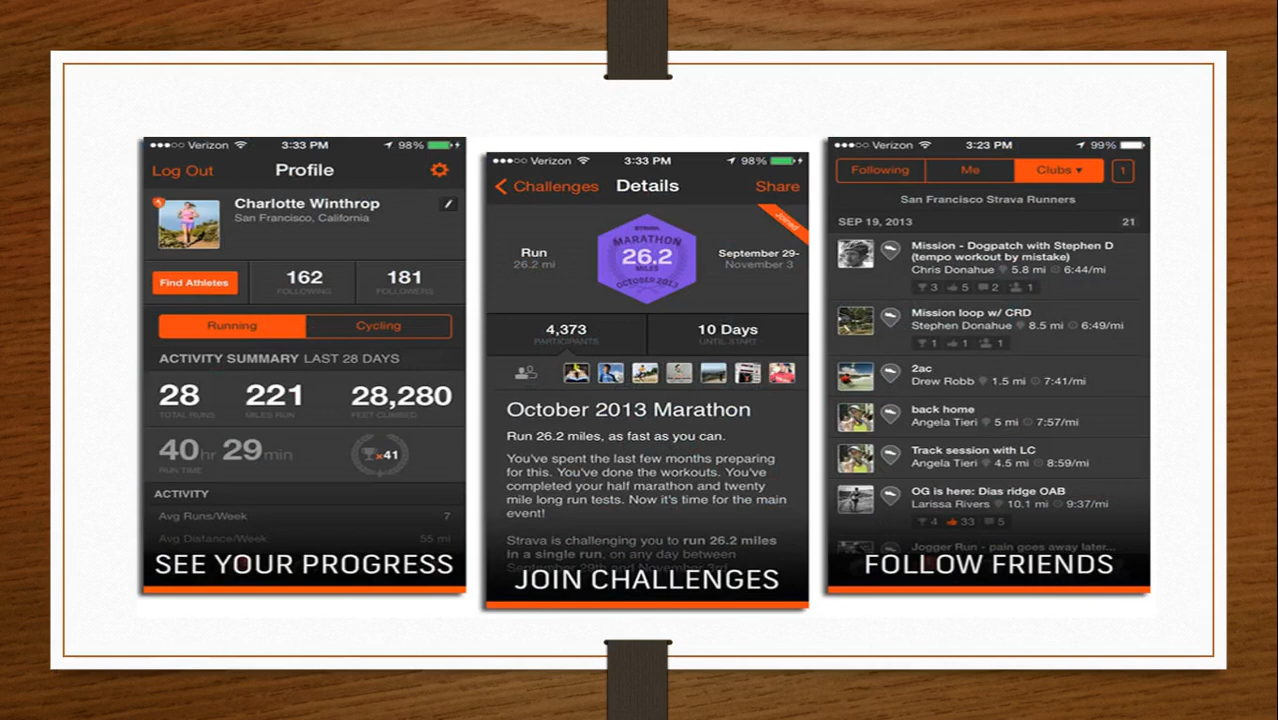 ●●●○○ Verizon 3:33 PM 98%
Log Out Profile
Charlotte Winthrop
San Francisco, California
Find Athletes
162
FOLLOWING
181
FOLLOWERS
Running Cycling
ACTIVITY SUMMARY LAST 28 DAYS
28 221 28,280
TOTAL RUNS MILES RUN FEET CLIMBED
40hr 29min
RUN TIME
x41
ACTIVITY
Avg Runs/Week 7
Avg Distance/Week 55 mi
SEE YOUR PROGRESS
●●●○○ Verizon 3:33 PM 98%
Challenges Details Share
Joined
STRAVA
MARATHON
26.2
MILES
OCTOBER 2013
Run
26.2 mi
September 29-
November 3
4,373
PARTICIPANTS
10 Days
UNTIL START
October 2013 Marathon
Run 26.2 miles, as fast as you can.
You've spent the last few months preparing
for this. You've done the workouts. You've
completed your half marathon and twenty
mile long run tests. Now it's time for the main
event!
Strava is challenging you to run 26.2 miles
in a single run, on any day between
September 29th and November 3rd.
JOIN CHALLENGES
●●●○○ Verizon 3:23 PM 99%
Following Me Clubs ▾ 1
San Francisco Strava Runners
SEP 19, 2013 21
Mission - Dogpatch with Stephen D
(tempo workout by mistake)
Chris Donahue 5.8 mi 6:44/mi
3 5 2 1
Mission loop w/ CRD
Stephen Donahue 8.5 mi 6:49/mi
1 1 1
2ac
Drew Robb 1.5 mi 7:41/mi
back home
Angela Tieri 5 mi 7:57/mi
Track session with LC
Angela Tieri 4.5 mi 8:59/mi
OG is here: Dias ridge OAB
Larissa Rivers 10.1 mi 9:37/mi
4 33 5
Jogger Run - pain goes away later...
FOLLOW FRIENDS